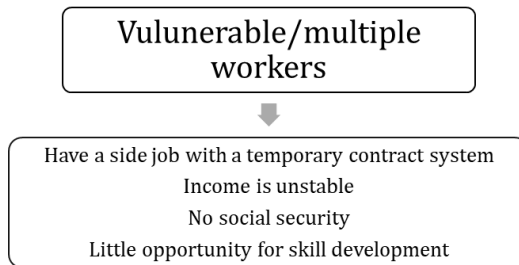 Vulunerable/multiple
workers
Have a side job with a temporary contract system
Income is unstable
No social security
Little opportunity for skill development